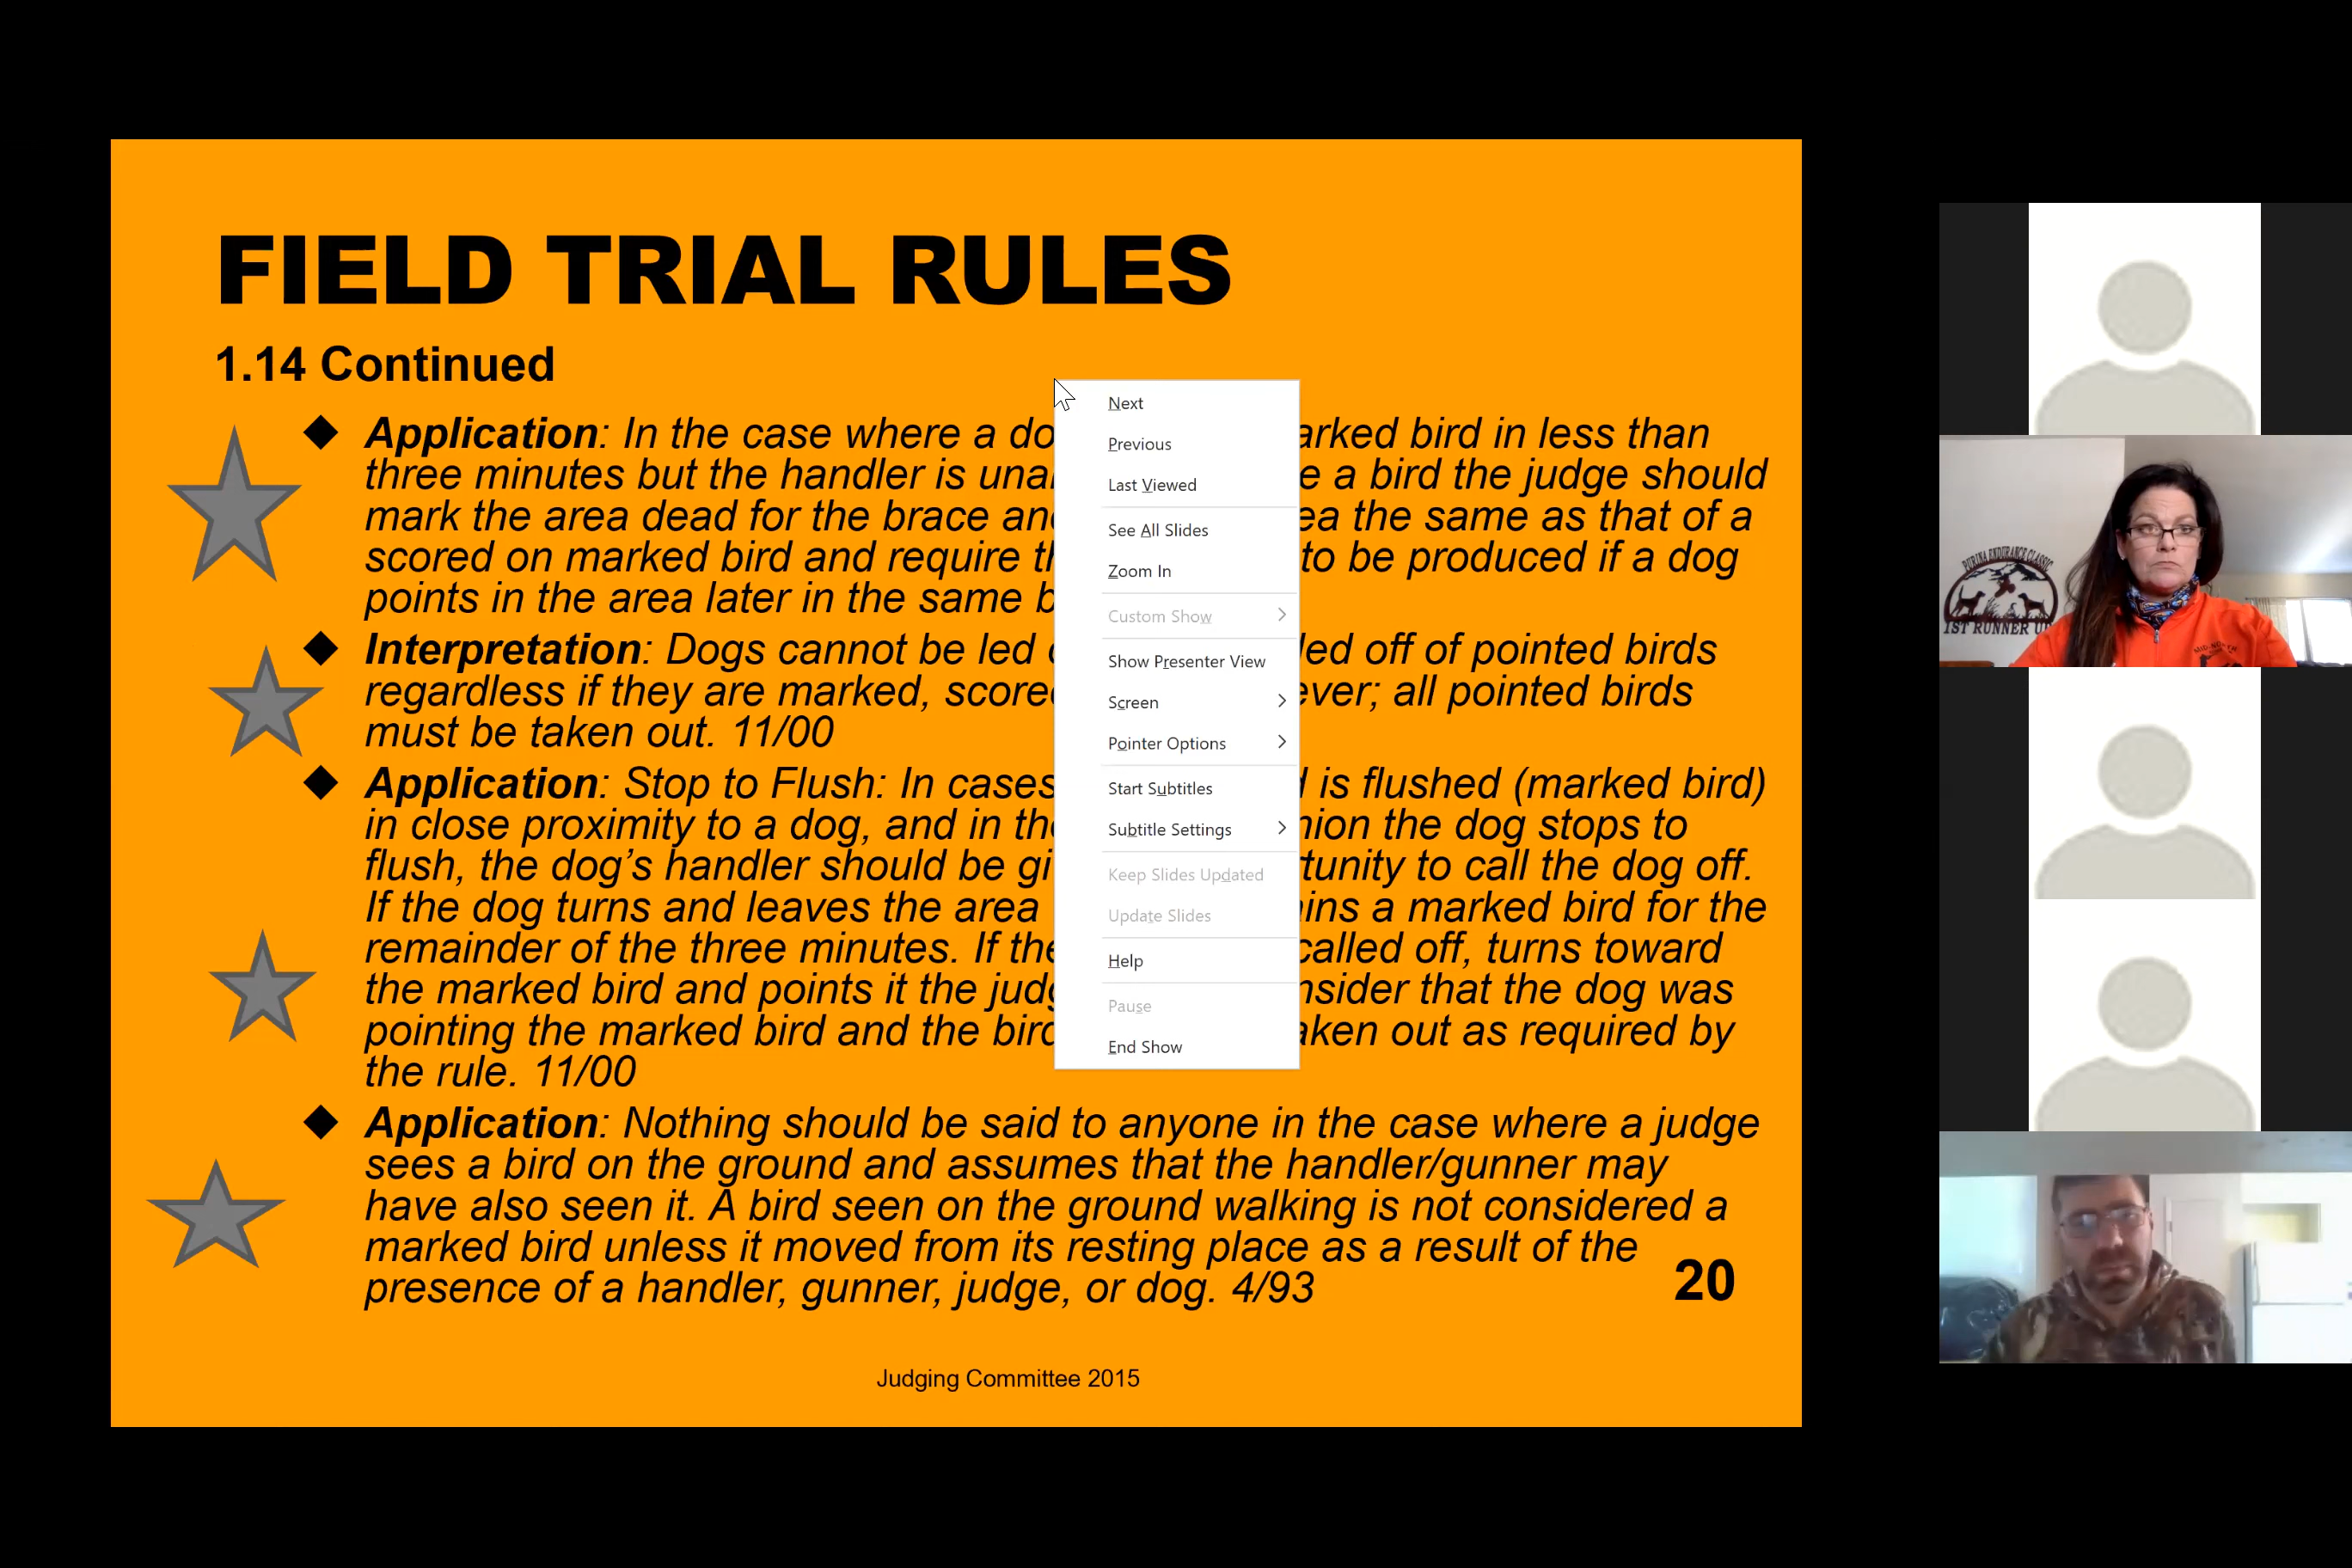 FIELD TRIAL RULES
1.14 Continued
Application: In the case where a do arked bird in less than
three minutes but the handler is una e a bird the judge should
mark the area dead for the brace an ea the same as that of a
scored on marked bird and require th to be produced if a dog
points in the area later in the same b
Interpretation: Dogs cannot be led led off of pointed birds
regardless if they are marked, score ever; all pointed birds
must be taken out. 11/00
Application: Stop to Flush: In cases is flushed (marked bird)
in close proximity to a dog, and in the nion the dog stops to
flush, the dog’s handler should be gi tunity to call the dog off.
If the dog turns and leaves the area ins a marked bird for the
remainder of the three minutes. If the called off, turns toward
the marked bird and points it the judg nsider that the dog was
pointing the marked bird and the bird aken out as required by
the rule. 11/00
Application: Nothing should be said to anyone in the case where a judge
sees a bird on the ground and assumes that the handler/gunner may
have also seen it. A bird seen on the ground walking is not considered a
marked bird unless it moved from its resting place as a result of the
presence of a handler, gunner, judge, or dog. 4/93
20
Judging Committee 2015
Next
Previous
Last Viewed
See All Slides
Zoom In
Custom Show
Show Presenter View
Screen
Pointer Options
Start Subtitles
Subtitle Settings
Keep Slides Updated
Update Slides
Help
Pause
End Show
PURINA ENDURANCE CLASSIC
1ST RUNNER U
MID-NORTH